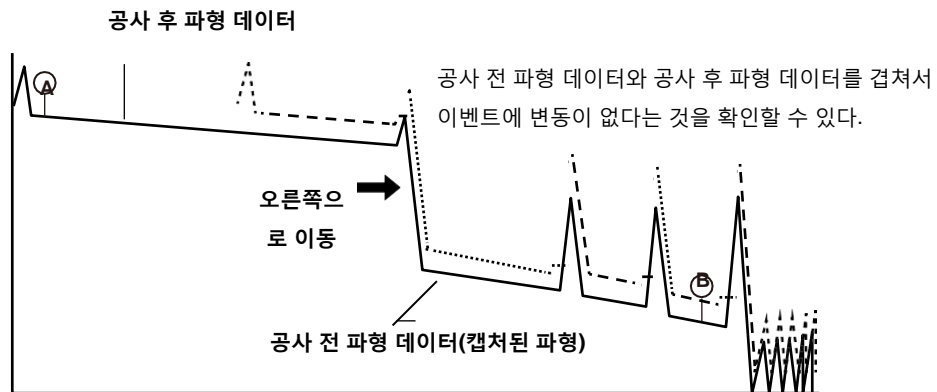 공사 후 파형 데이터
A
공사 전 파형 데이터와 공사 후 파형 데이터를 겹쳐서
이벤트에 변동이 없다는 것을 확인할 수 있다.
오른쪽으
로 이동
B
공사 전 파형 데이터(캡처된 파형)